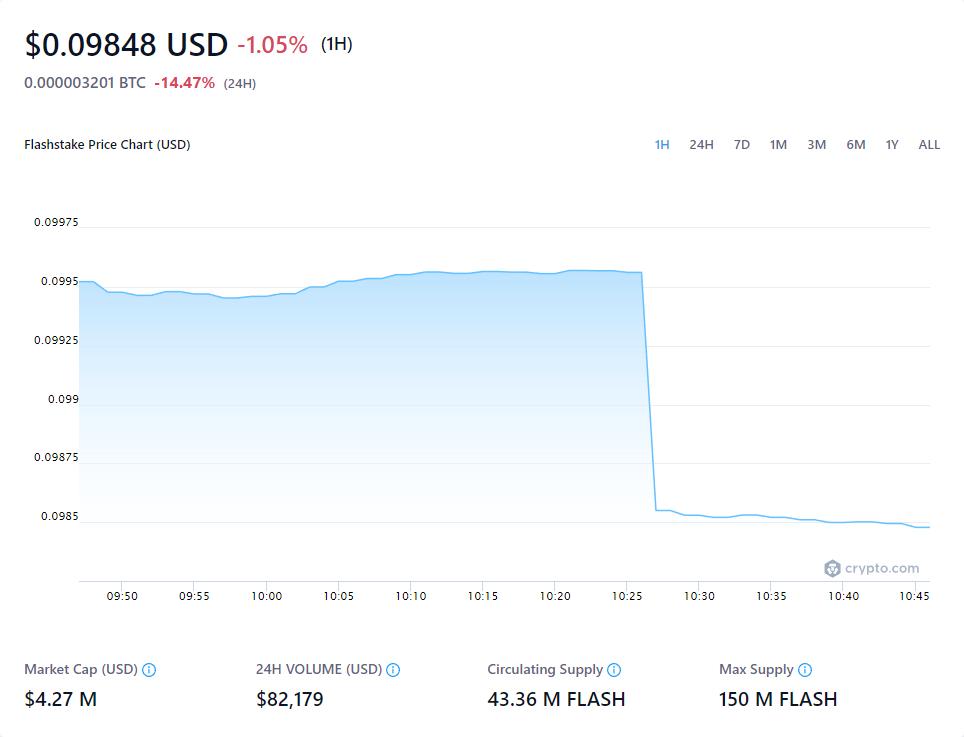 $0.09848 USD -1.05% (1H)
0.000003201 BTC -14.47% (24H)
Flashstake Price Chart (USD) 1H 24H 7D 1M 3M 6M 1Y ALL
0.09975
0.0995
0.09925
0.099
0.09875
0.0985
crypto.com
09:50 09:55 10:00 10:05 10:10 10:15 10:20 10:25 10:30 10:35 10:40 10:45
Market Cap (USD) 24H VOLUME (USD) Circulating Supply Max Supply
$4.27 M $82,179 43.36 M FLASH 150 M FLASH